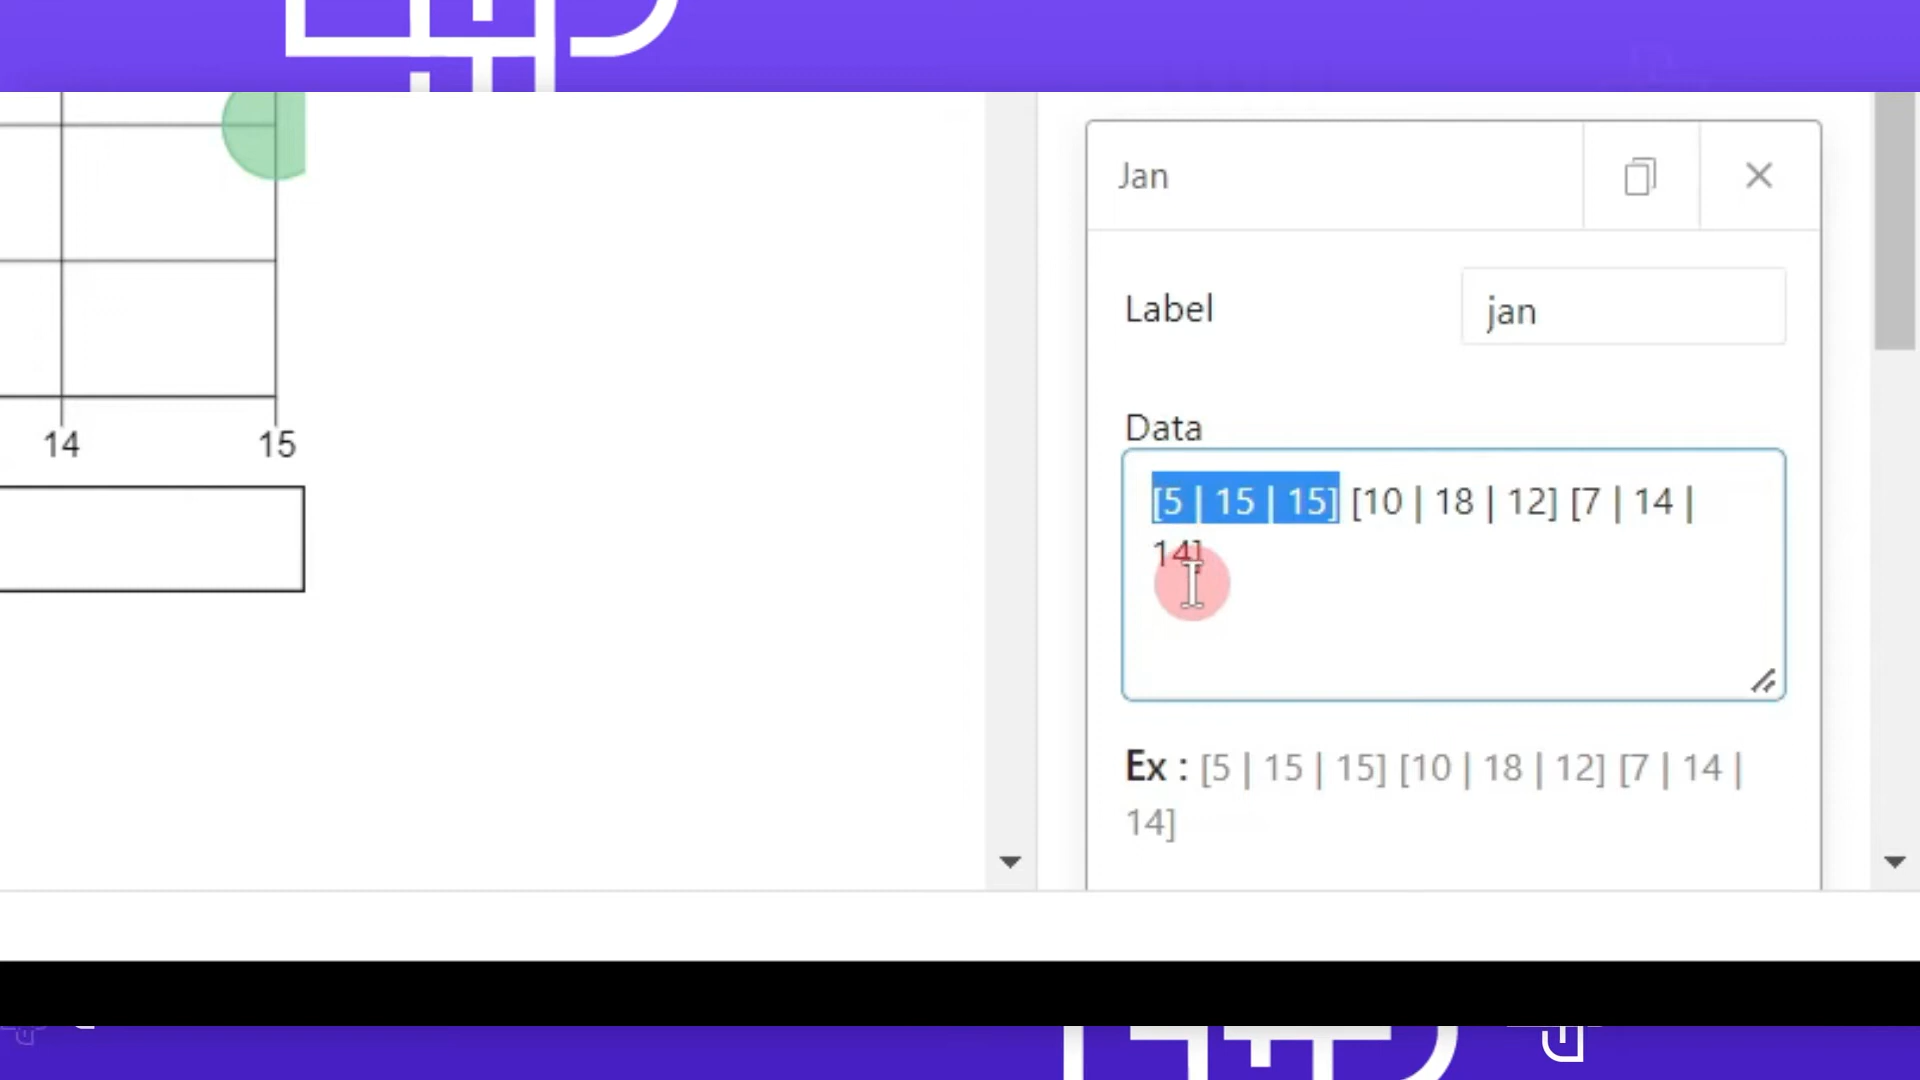 14 15
Jan
Label jan
Data
[5 | 15 | 15] [10 | 18 | 12] [7 | 14 |
14]
Ex : [5 | 15 | 15] [10 | 18 | 12] [7 | 14 |
14]